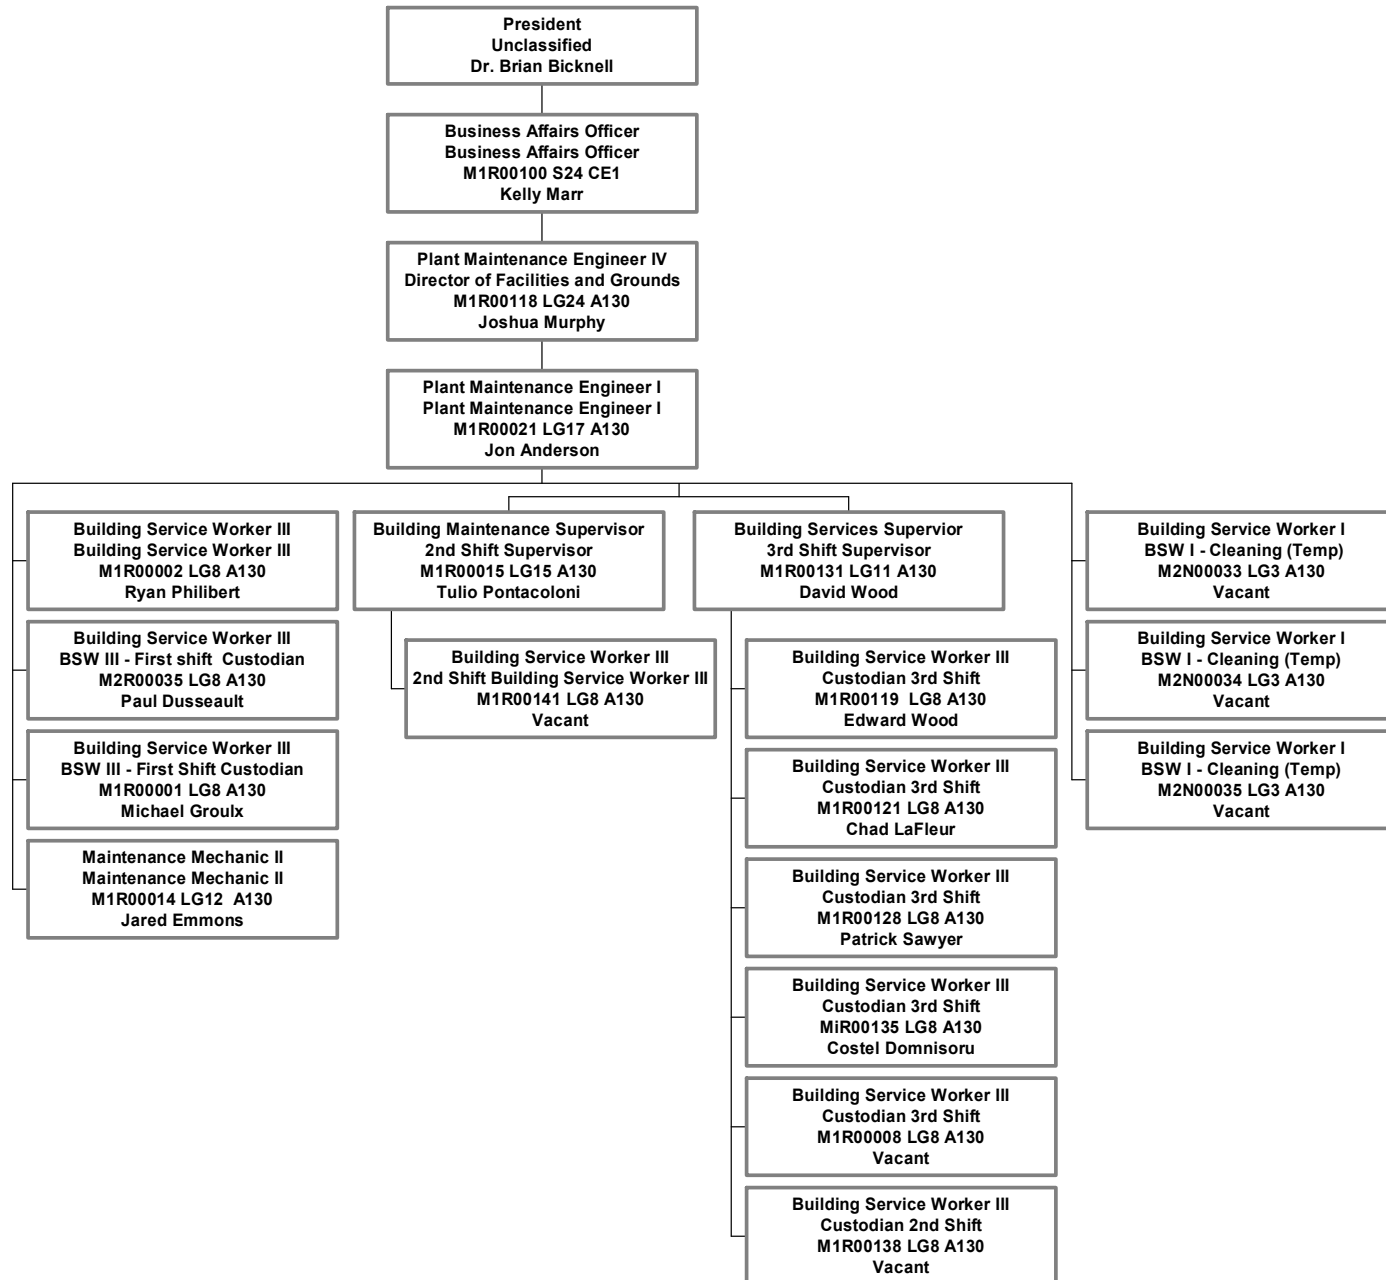 President
Unclassified
Dr. Brian Bicknell
Business Affairs Officer
Business Affairs Officer
M1R00100 S24 CE1
Kelly Marr
Plant Maintenance Engineer IV
Director of Facilities and Grounds
M1R00118 LG24 A130
Joshua Murphy
Plant Maintenance Engineer I
Plant Maintenance Engineer I
M1R00021 LG17 A130
Jon Anderson
Building Service Worker III
Building Service Worker III
M1R00002 LG8 A130
Ryan Philibert
Building Service Worker III
BSW III - First shift Custodian
M2R00035 LG8 A130
Paul Dusseault
Building Service Worker III
BSW III - First Shift Custodian
M1R00001 LG8 A130
Michael Groulx
Maintenance Mechanic II
Maintenance Mechanic II
M1R00014 LG12 A130
Jared Emmons
Building Maintenance Supervisor
2nd Shift Supervisor
M1R00015 LG15 A130
Tulio Pontacoloni
Building Service Worker III
2nd Shift Building Service Worker III
M1R00141 LG8 A130
Vacant
Building Services Supervior
3rd Shift Supervisor
M1R00131 LG11 A130
David Wood
Building Service Worker III
Custodian 3rd Shift
M1R00119 LG8 A130
Edward Wood
Building Service Worker III
Custodian 3rd Shift
M1R00121 LG8 A130
Chad LaFleur
Building Service Worker III
Custodian 3rd Shift
M1R00128 LG8 A130
Patrick Sawyer
Building Service Worker III
Custodian 3rd Shift
MiR00135 LG8 A130
Costel Domnisoru
Building Service Worker III
Custodian 3rd Shift
M1R00008 LG8 A130
Vacant
Building Service Worker III
Custodian 2nd Shift
M1R00138 LG8 A130
Vacant
Building Service Worker I
BSW I - Cleaning (Temp)
M2N00033 LG3 A130
Vacant
Building Service Worker I
BSW I - Cleaning (Temp)
M2N00034 LG3 A130
Vacant
Building Service Worker I
BSW I - Cleaning (Temp)
M2N00035 LG3 A130
Vacant